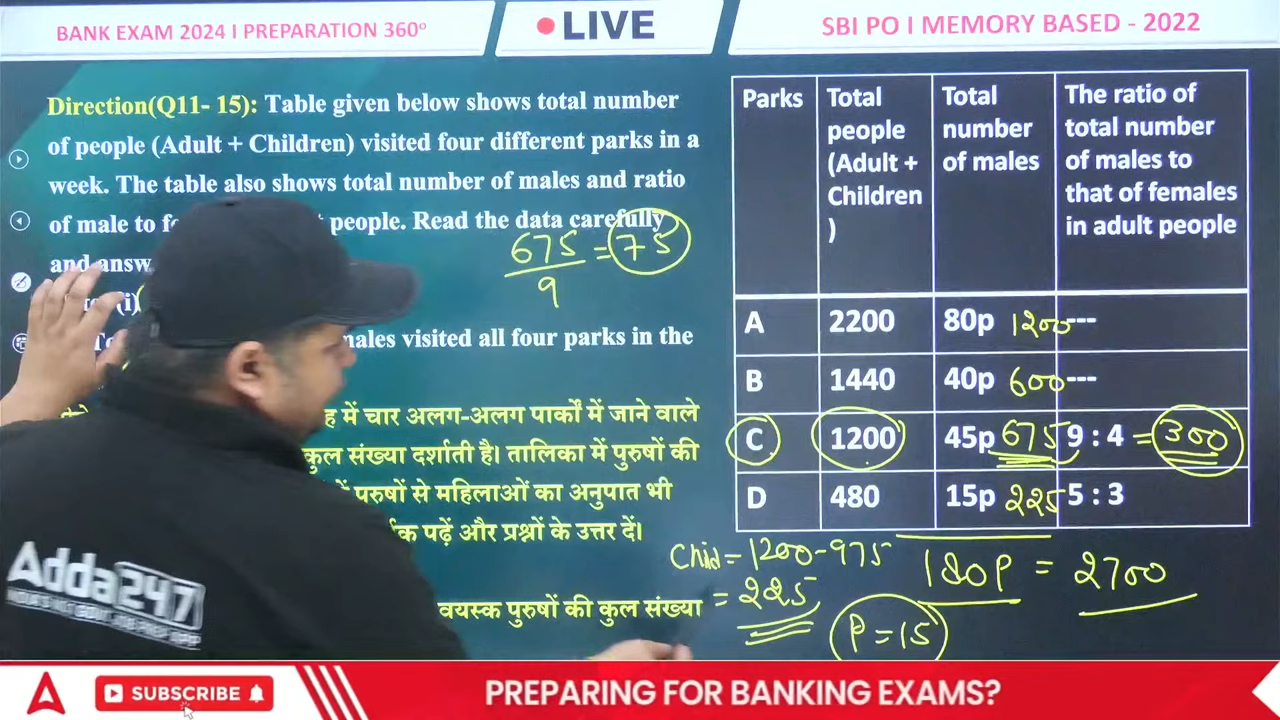 BANK EXAM 2024 I PREPARATION 360°
LIVE
SBI PO I MEMORY BASED - 2022
Direction(Q11- 15): Table given below shows total number
of people (Adult + Children) visited four different parks in a
week. The table also shows total number of males and ratio
of male to people. Read the data carefully
and
(i)
males visited all four parks in the
में चार अलग-अलग पार्कों में जाने वाले
कुल संख्या दर्शाती है। तालिका में पुरुषों की
पुरुषों से महिलाओं का अनुपात भी
पढ़ें और प्रश्नों के उत्तर दें।
वयस्क पुरुषों की कुल संख्या
675 / 9 = 75
Parks Total people (Adult + Children) Total number of males The ratio of total number of males to that of females in adult people
A 2200 80p 1200 ---
B 1440 40p 600 ---
C 1200 45p 675 9 : 4 = 300
D 480 15p 225 5 : 3
Chid = 1200-975
= 225
180P = 2700
P = 15
Adda247
SUBSCRIBE
PREPARING FOR BANKING EXAMS?